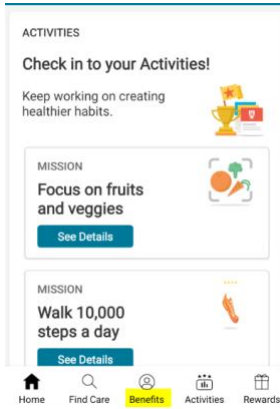 ACTIVITIES
Check in to your Activities!
Keep working on creating
healthier habits.
MISSION
Focus on fruits
and veggies
See Details
MISSION
Walk 10,000
steps a day
See Details
Home Find Care Benefits Activities Rewards